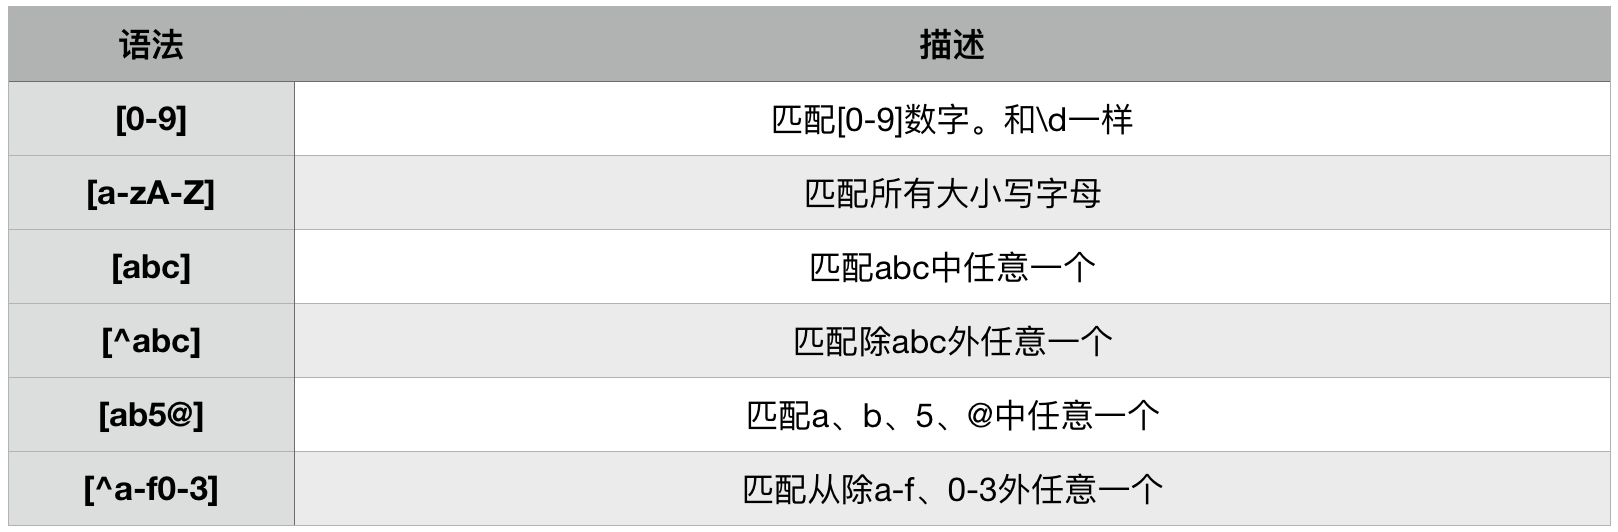 语法 描述
[0-9] 匹配[0-9]数字。和\d一样
[a-zA-Z] 匹配所有大小写字母
[abc] 匹配abc中任意一个
[^abc] 匹配除abc外任意一个
[ab5@] 匹配a、b、5、@中任意一个
[^a-f0-3] 匹配从除a-f、0-3外任意一个